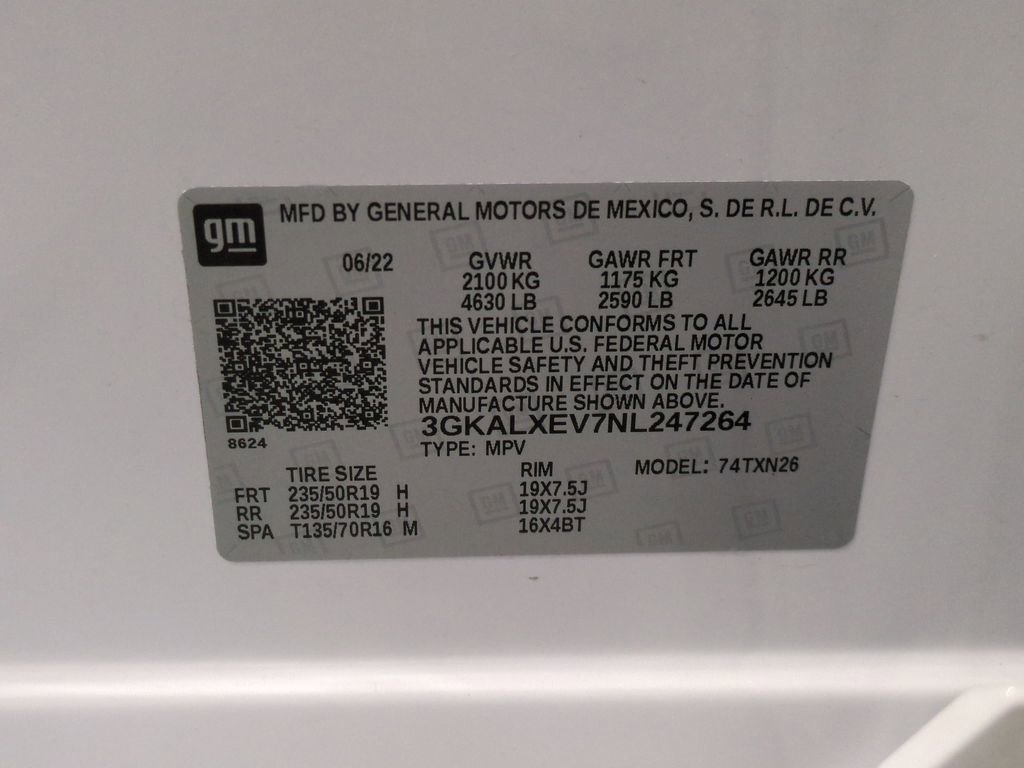 gm
MFD BY GENERAL MOTORS DE MEXICO, S. DE R.L. DE C.V.
06/22 GVWR GAWR FRT GAWR RR
2100 KG 1175 KG 1200 KG
4630 LB 2590 LB 2645 LB
THIS VEHICLE CONFORMS TO ALL
APPLICABLE U.S. FEDERAL MOTOR
VEHICLE SAFETY AND THEFT PREVENTION
STANDARDS IN EFFECT ON THE DATE OF
MANUFACTURE SHOWN ABOVE.
3GKALXEV7NL247264
8624
TYPE: MPV
TIRE SIZE RIM MODEL: 74TXN26
FRT 235/50R19 H 19X7.5J
RR 235/50R19 H 19X7.5J
SPA T135/70R16 M 16X4BT